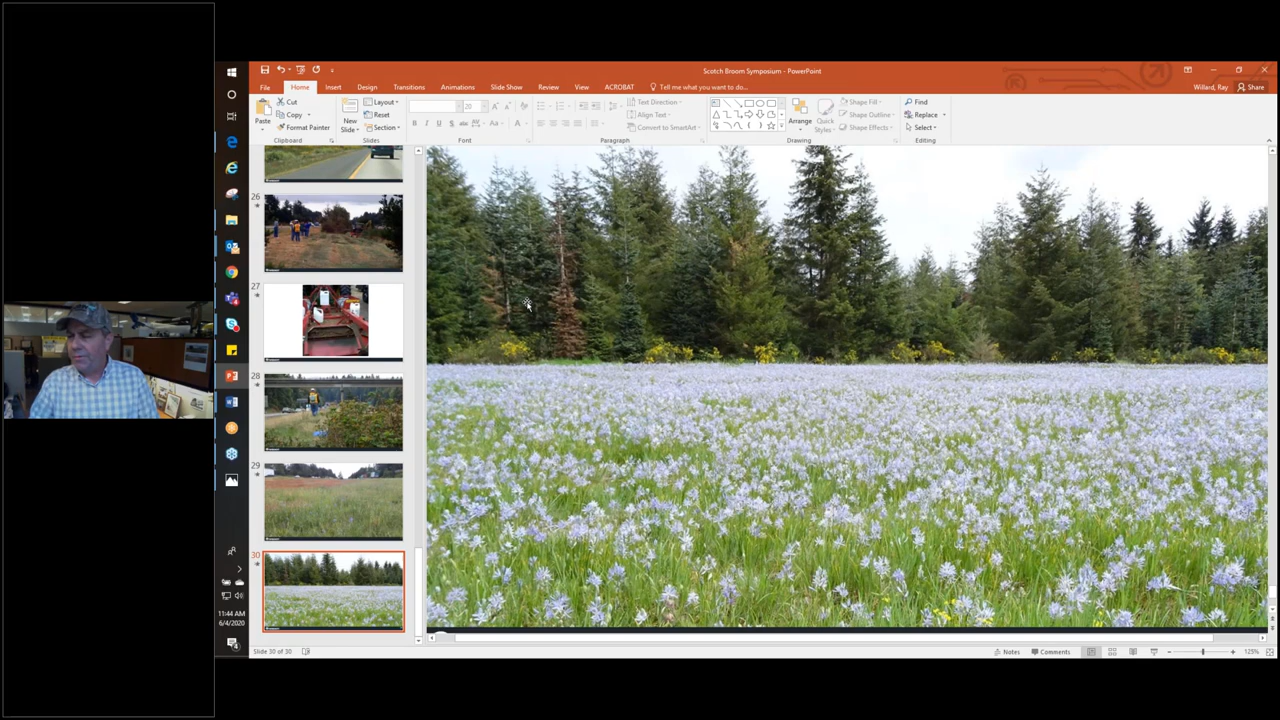 Scotch Broom Symposium - PowerPoint
Willard, Ray
Share
File
Home
Insert
Design
Transitions
Animations
Slide Show
Review
View
ACROBAT
Tell me what you want to do...
Paste
Cut
Copy
Format Painter
Clipboard
New
Slide
Layout
Reset
Section
Slides
20
Font
Text Direction
Align Text
Convert to SmartArt
Paragraph
Arrange
Quick
Styles
Shape Fill
Shape Outline
Shape Effects
Drawing
Find
Replace
Select
Editing
26
27
28
29
30
11:44 AM
6/4/2020
Slide 30 of 30
Notes
Comments
125%